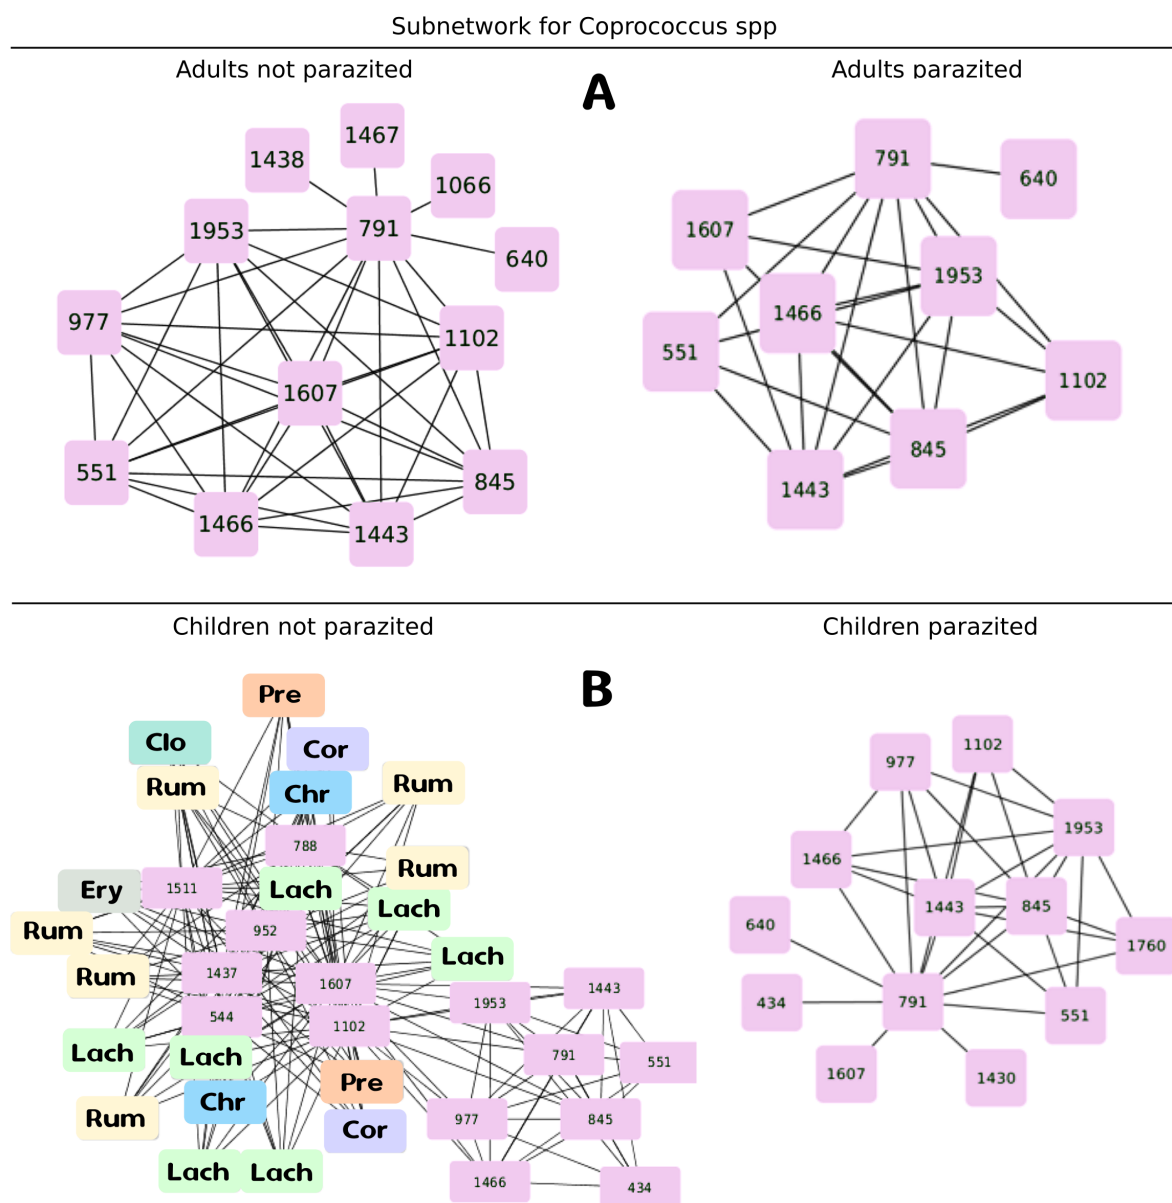 Subnetwork for Coprococcus spp
Adults not parazited
Adults parazited
A
1467
1438
1066
1953
791
640
977
1102
1607
551
845
1466
1443
791
640
1607
1953
1466
551
1102
845
1443
Children not parazited
Children parazited
B
Pre
Clo
Cor
Rum
Chr
Rum
788
Rum
Ery
1511
Lach
Lach
Rum
952
Lach
Rum
1437
1607
1953
1443
544
1102
Lach
Lach
791
551
Chr
Pre
Rum
Cor
977
845
Lach
Lach
1466
434
1102
977
1953
1466
1443
845
640
1760
434
791
551
1607
1430